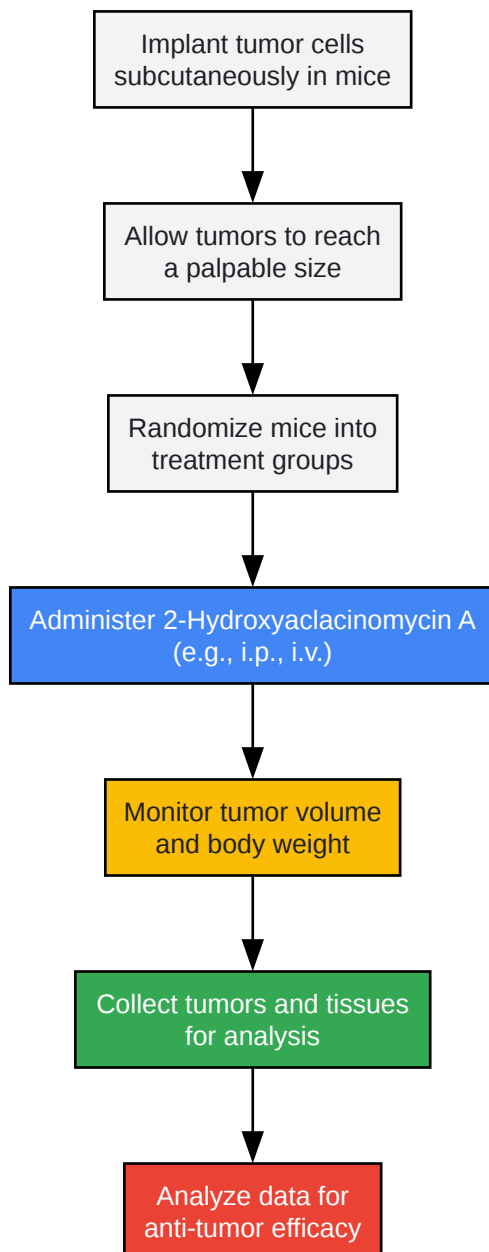 Implant tumor cells
subcutaneously in mice
Allow tumors to reach
a palpable size
Randomize mice into
treatment groups
Administer 2-Hydroxyaclacinomycin A
(e.g., i.p., i.v.)
Monitor tumor volume
and body weight
Collect tumors and tissues
for analysis
Analyze data for
anti-tumor efficacy